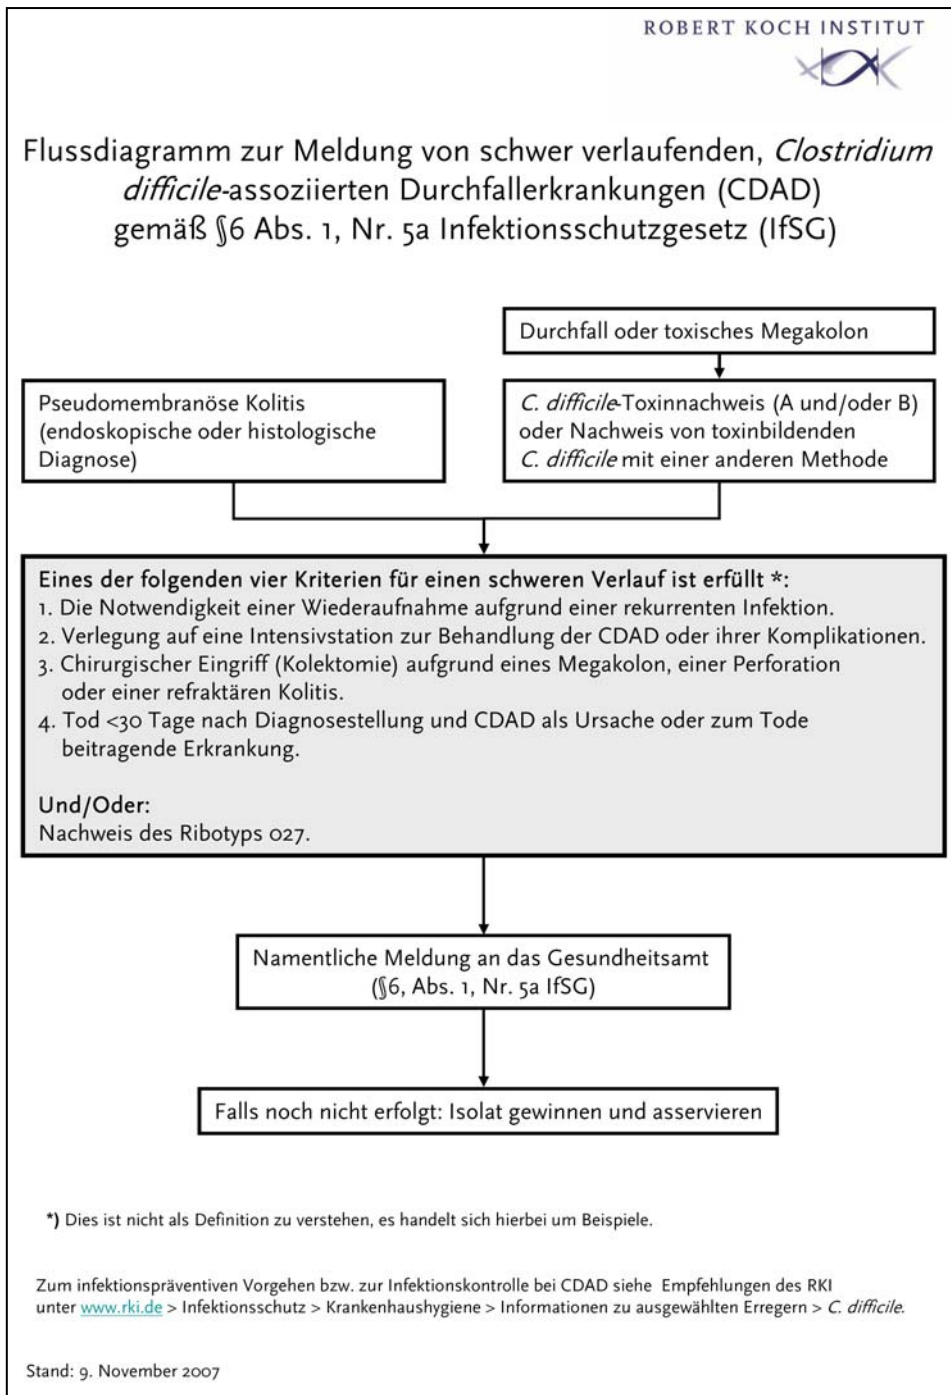 ROBERT KOCH INSTITUT
Flussdiagramm zur Meldung von schwer verlaufenden, Clostridium
difficile-assoziierten Durchfallerkrankungen (CDAD)
gemäß §6 Abs. 1, Nr. 5a Infektionsschutzgesetz (IfSG)
Durchfall oder toxisches Megakolon
Pseudomembranöse Kolitis
(endoskopische oder histologische
Diagnose)
C. difficile-Toxinnachweis (A und/oder B)
oder Nachweis von toxinbildenden
C. difficile mit einer anderen Methode
Eines der folgenden vier Kriterien für einen schweren Verlauf ist erfüllt *:
1. Die Notwendigkeit einer Wiederaufnahme aufgrund einer rekurrenten Infektion.
2. Verlegung auf eine Intensivstation zur Behandlung der CDAD oder ihrer Komplikationen.
3. Chirurgischer Eingriff (Kolektomie) aufgrund eines Megakolon, einer Perforation
oder einer refraktären Kolitis.
4. Tod <30 Tage nach Diagnosestellung und CDAD als Ursache oder zum Tode
beitragende Erkrankung.
Und/Oder:
Nachweis des Ribotyps 027.
Namentliche Meldung an das Gesundheitsamt
(§6, Abs. 1, Nr. 5a IfSG)
Falls noch nicht erfolgt: Isolat gewinnen und asservieren
*) Dies ist nicht als Definition zu verstehen, es handelt sich hierbei um Beispiele.
Zum infektionspräventiven Vorgehen bzw. zur Infektionskontrolle bei CDAD siehe Empfehlungen des RKI
unter www.rki.de > Infektionsschutz > Krankenhaushygiene > Informationen zu ausgewählten Erregern > C. difficile.
Stand: 9. November 2007